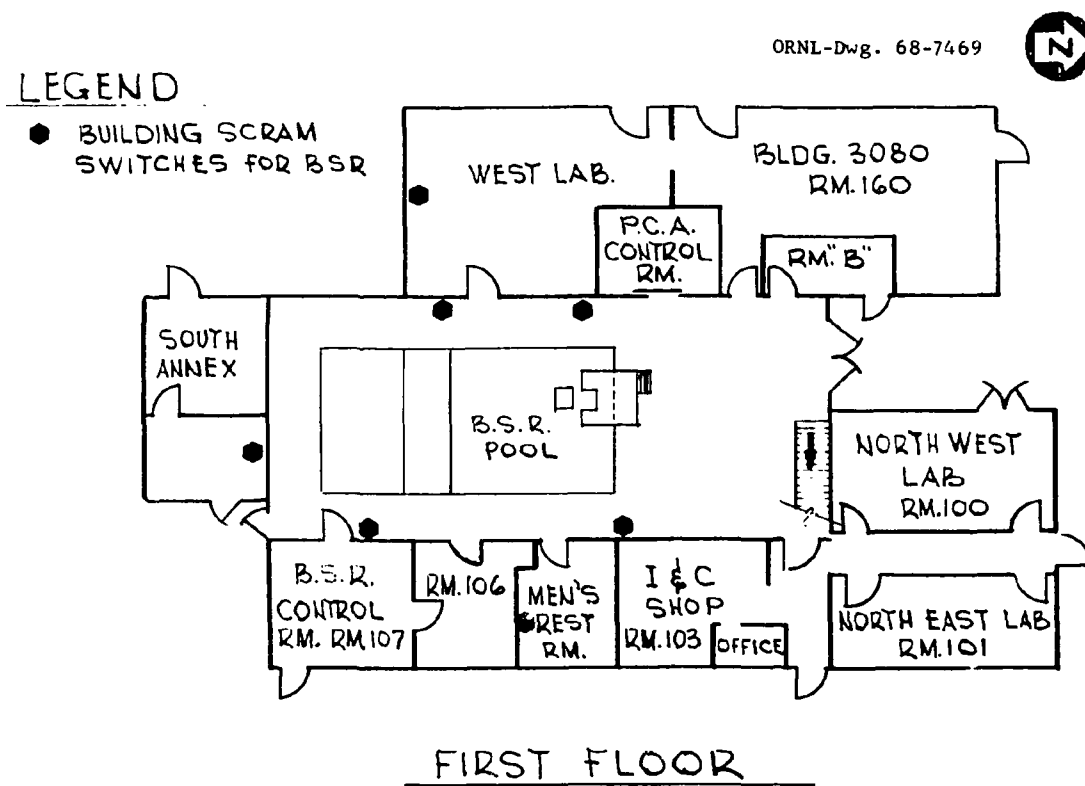 ORNL-Dwg. 68-7469
N
LEGEND
BUILDING SCRAM
SWITCHES FOR BSR
WEST LAB.
BLDG. 3080
RM.160
P.C.A.
CONTROL
RM.
RM."B"
SOUTH
ANNEX
B.S.R.
POOL
NORTH WEST
LAB
RM.100
B.S.R.
CONTROL
RM. RM.107
RM.106
MEN'S
REST
RM.
I & C
SHOP
RM.103
OFFICE
NORTH EAST LAB
RM.101
FIRST FLOOR